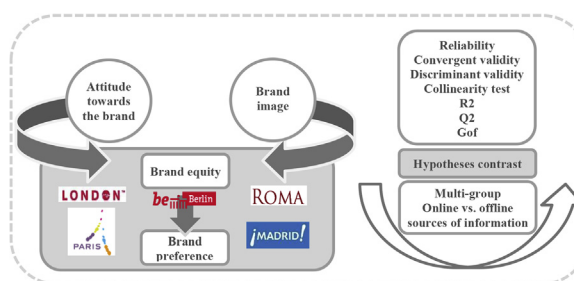 Attitude
towards
the brand
Brand
image
Brand equity
LONDON™
be Berlin
ROMA
PARIS
¡MADRID!
Brand
preference
Reliability
Convergent validity
Discriminant validity
Collinearity test
R2
Q2
Gof
Hypotheses contrast
Multi-group
Online vs. offline
sources of information